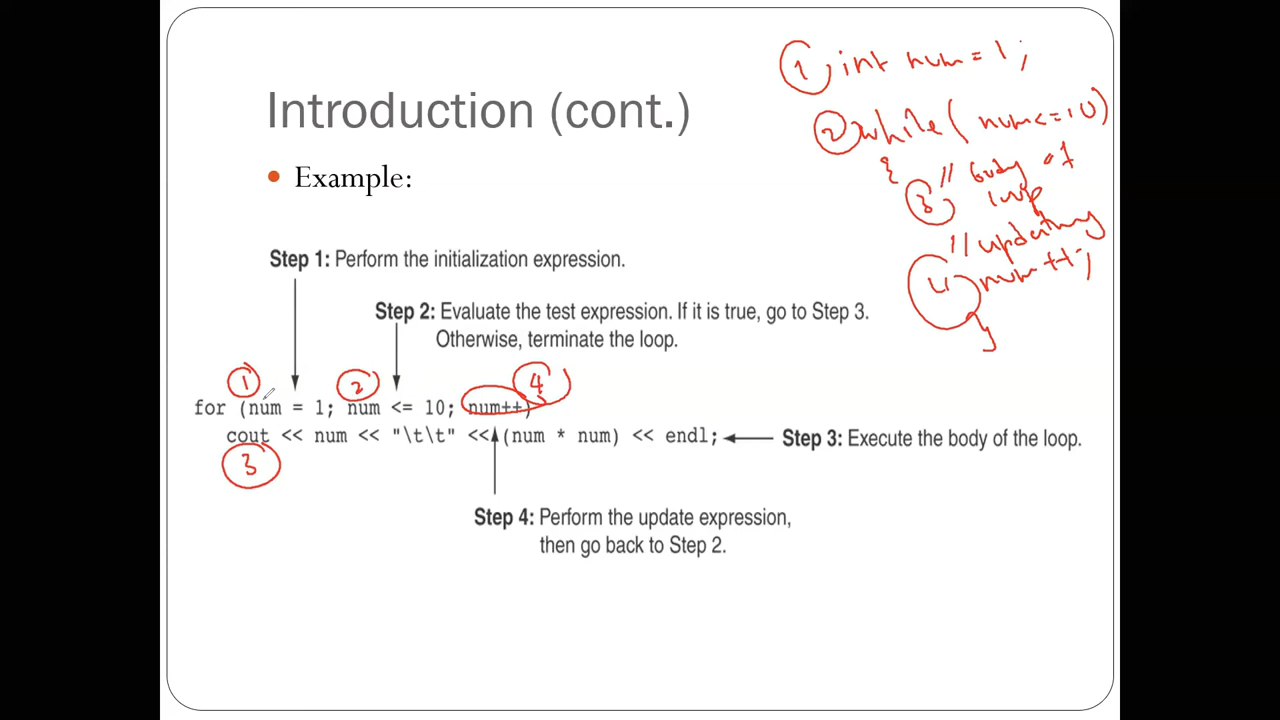 Introduction (cont.)
Example:
Step 1: Perform the initialization expression.
Step 2: Evaluate the test expression. If it is true, go to Step 3.
Otherwise, terminate the loop.
1 2 4
for (num = 1; num <= 10; num++)
cout << num << "\t\t" << (num * num) << endl;
Step 3: Execute the body of the loop.
3
Step 4: Perform the update expression,
then go back to Step 2.
1 int num = 1;
2 while( num<=10)
{ // body of
3 loop
// updating
4 num++;
}